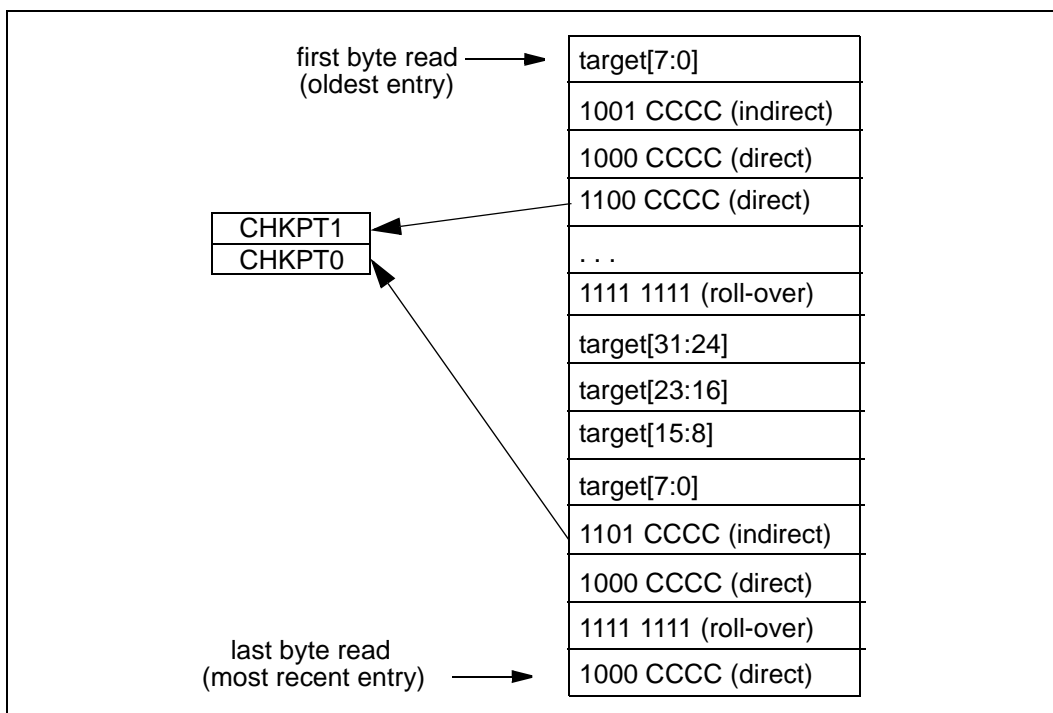 first byte read
(oldest entry)
target[7:0]
1001 CCCC (indirect)
1000 CCCC (direct)
1100 CCCC (direct)
CHKPT1
CHKPT0
. . .
1111 1111 (roll-over)
target[31:24]
target[23:16]
target[15:8]
target[7:0]
1101 CCCC (indirect)
1000 CCCC (direct)
1111 1111 (roll-over)
last byte read
(most recent entry)
1000 CCCC (direct)